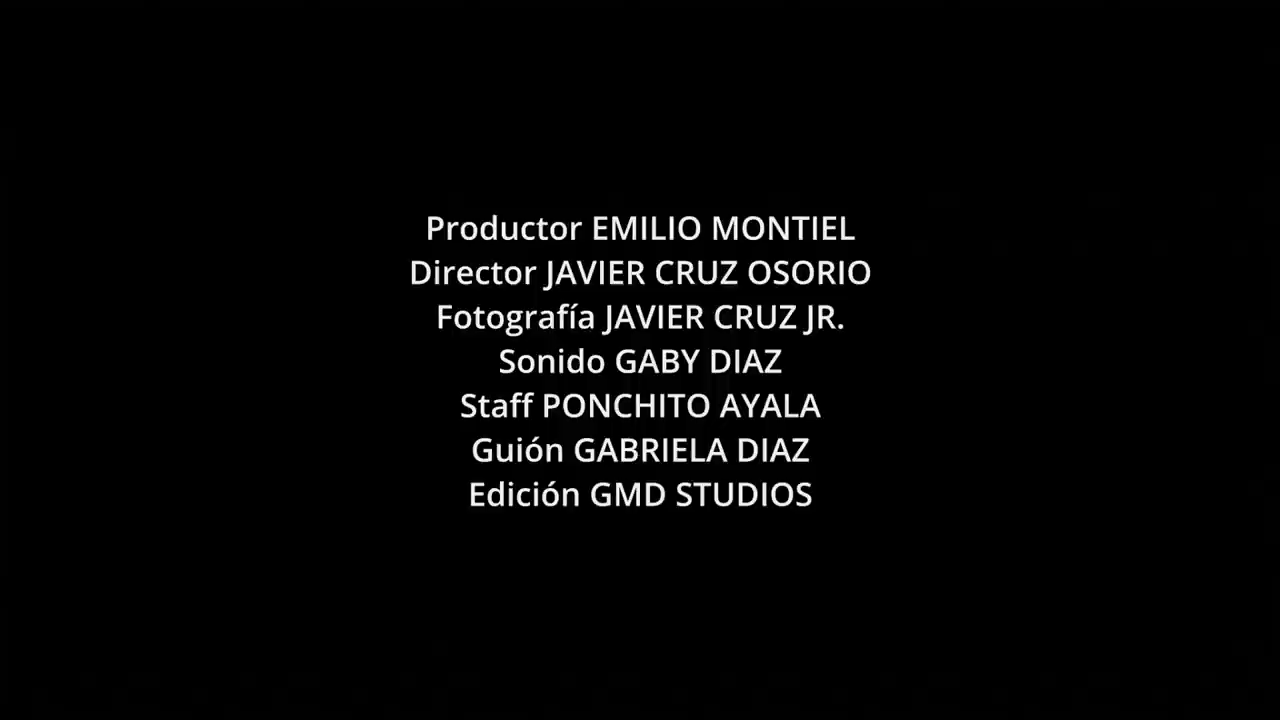 Productor EMILIO MONTIEL
Director JAVIER CRUZ OSORIO
Fotografía JAVIER CRUZ JR.
Sonido GABY DIAZ
Staff PONCHITO AYALA
Guión GABRIELA DIAZ
Edición GMD STUDIOS